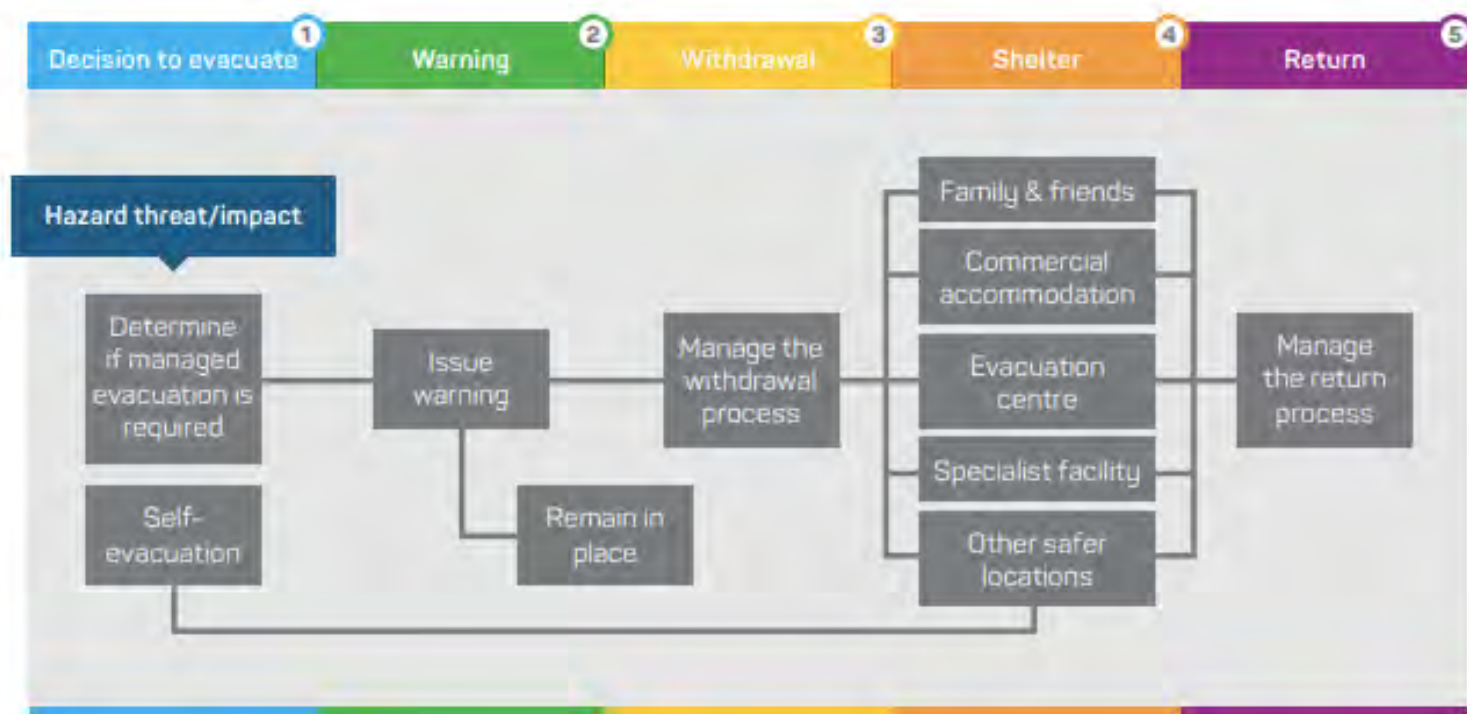 1
2
3
4
5
Decision to evacuate
Warning
Withdrawal
Shelter
Return
Hazard threat/impact
Determine
if managed
evacuation is
required
Self-
evacuation
Issue
warning
Remain in
place
Manage the
withdrawal
process
Family & friends
Commercial
accommodation
Evacuation
centre
Specialist facility
Other safer
locations
Manage
the return
process